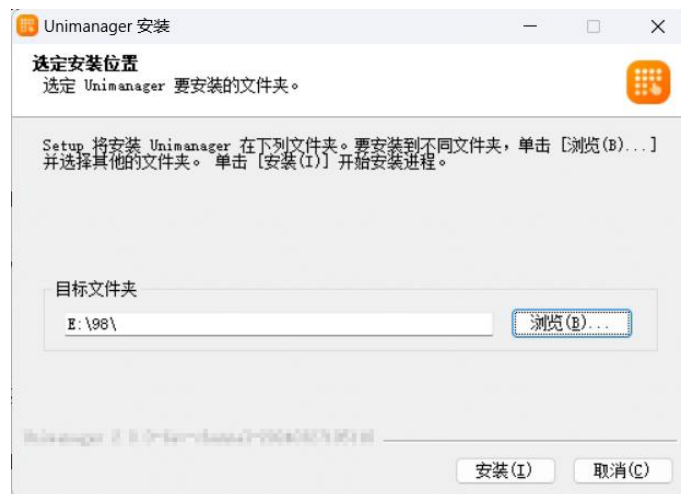 Unimanager 安装
选定安装位置
选定 Unimanager 要安装的文件夹。
Setup 将安装 Unimanager 在下列文件夹。要安装到不同文件夹，单击 [浏览(B)...]
并选择其他的文件夹。 单击 [安装(I)] 开始安装进程。
目标文件夹
E:\98\
浏览(B)...
安装(I)
取消(C)